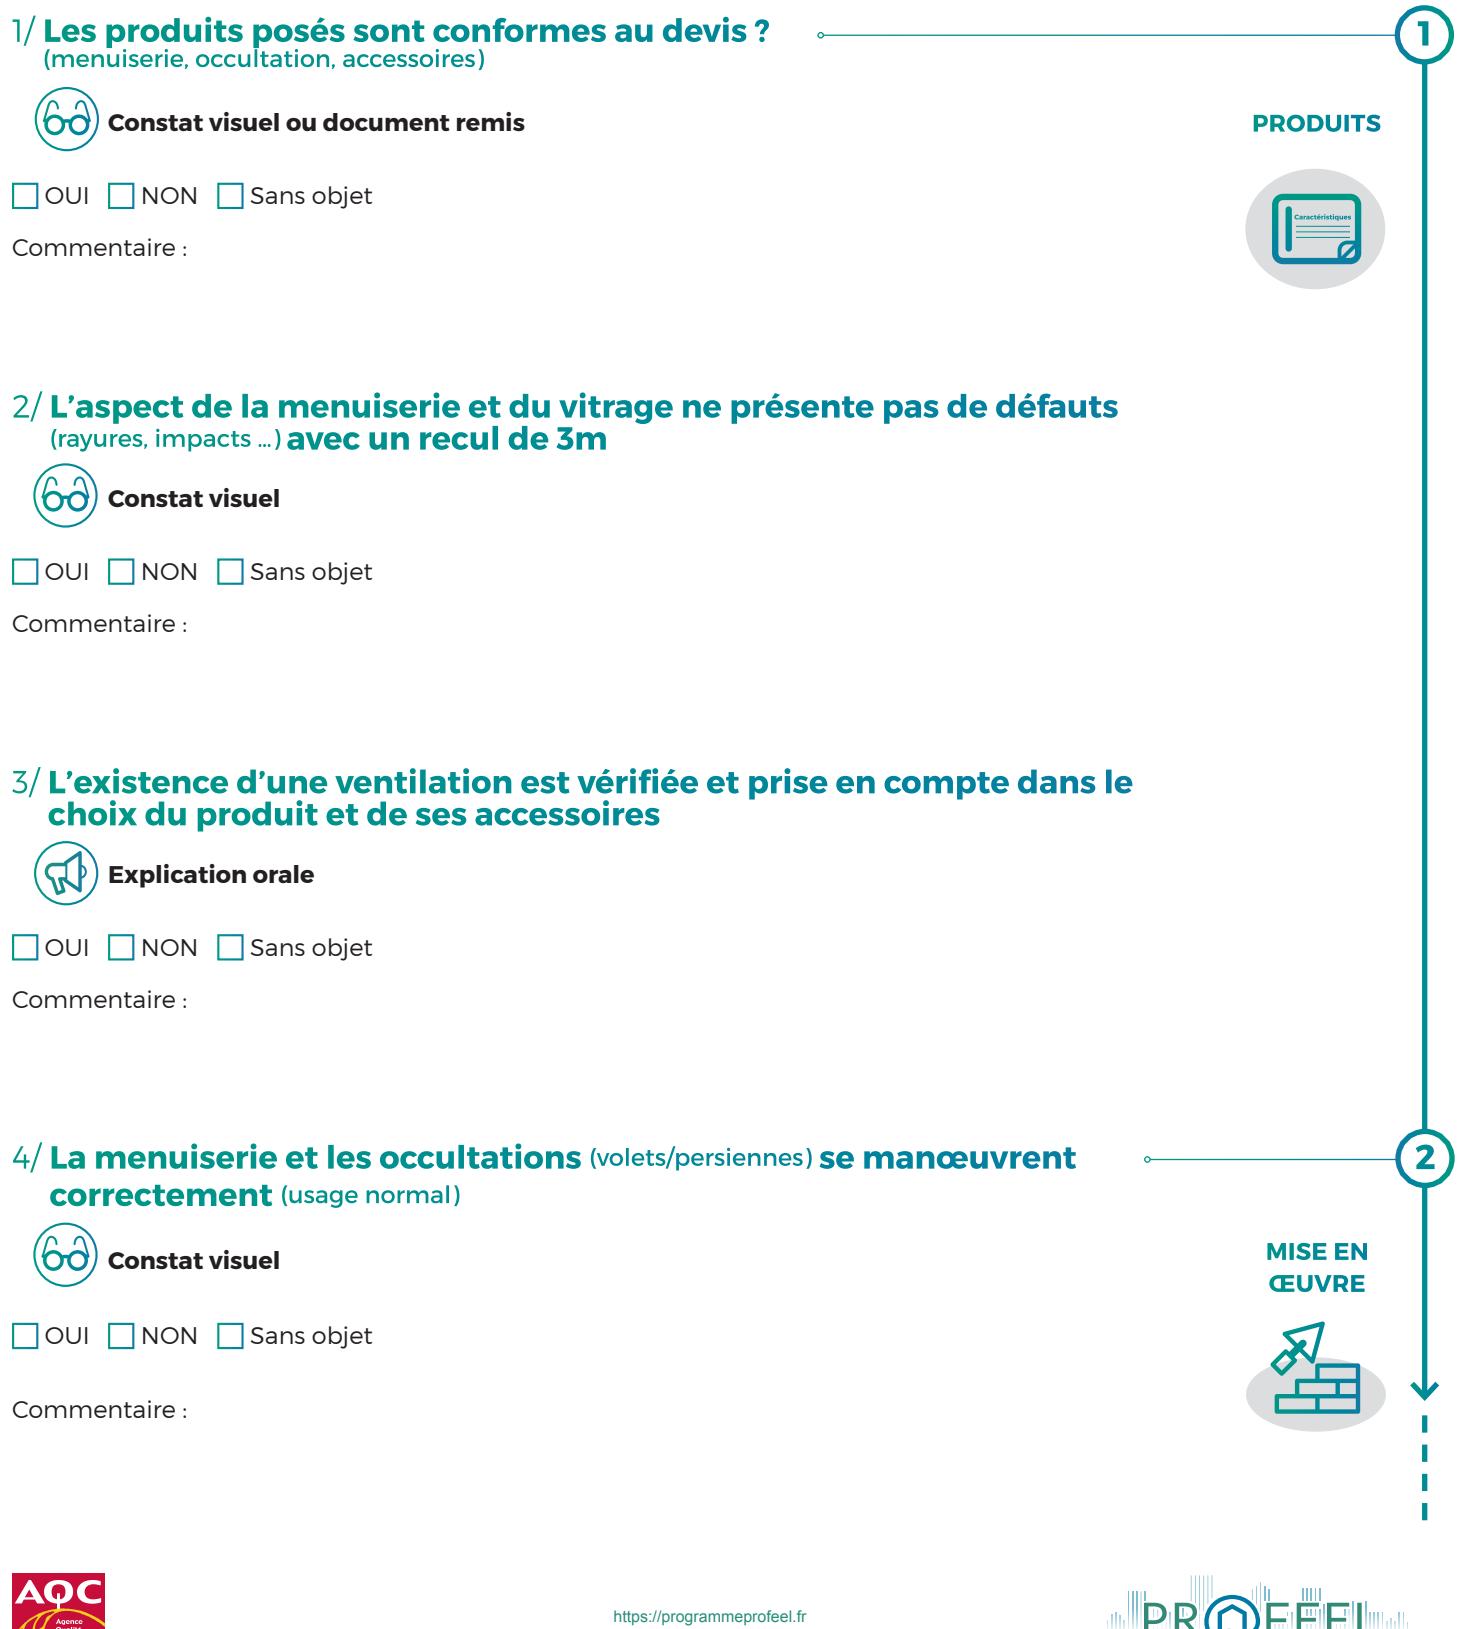 1/ Les produits posés sont conformes au devis ?
(menuiserie, occultation, accessoires)
1
Constat visuel ou document remis
PRODUITS
OUI NON Sans objet
Caractéristiques
Commentaire :
2/ L’aspect de la menuiserie et du vitrage ne présente pas de défauts
(rayures, impacts ...) avec un recul de 3m
Constat visuel
OUI NON Sans objet
Commentaire :
3/ L’existence d’une ventilation est vérifiée et prise en compte dans le
choix du produit et de ses accessoires
Explication orale
OUI NON Sans objet
Commentaire :
4/ La menuiserie et les occultations (volets/persiennes) se manœuvrent
correctement (usage normal)
2
Constat visuel
MISE EN
ŒUVRE
OUI NON Sans objet
Commentaire :
AQC
Agence
Qualité
https://programmeprofeel.fr
PROFEEL